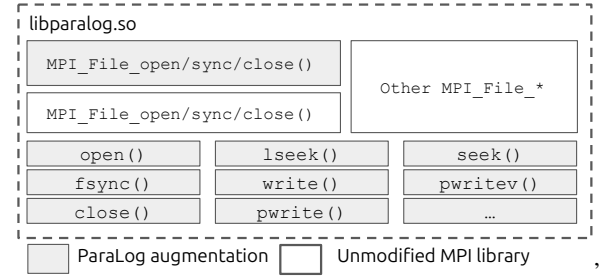 libparalog.so
MPI_File_open/sync/close()
Other MPI_File_*
MPI_File_open/sync/close()
open() lseek() seek()
fsync() write() pwritev()
close() pwrite() …
ParaLog augmentation Unmodified MPI library ,